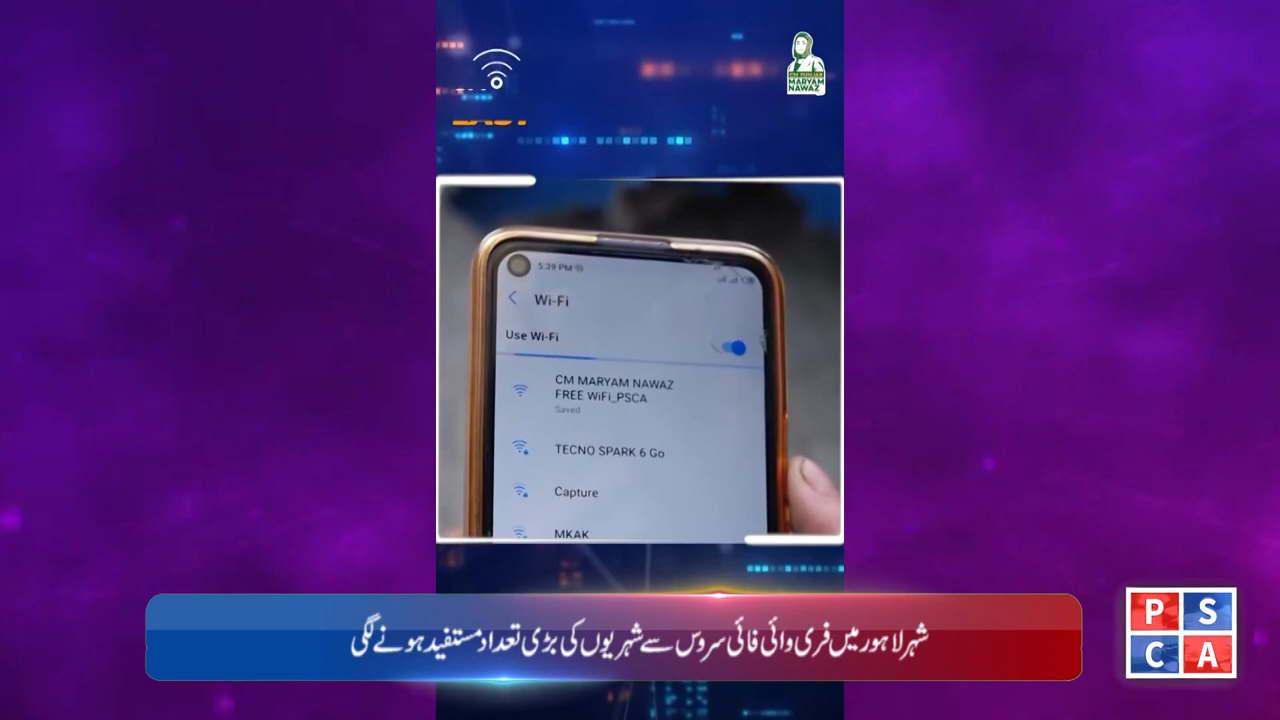 CM PUNJAB
MARYAM
NAWAZ
5:39 PM
Wi-Fi
Use Wi-Fi
CM MARYAM NAWAZ
FREE WiFi_PSCA
Saved
TECNO SPARK 6 Go
Capture
MKAK
شہر لاہور میں فری وائی فائی سروس سے شہریوں کی بڑی تعداد مستفید ہونے لگی
P S
C A